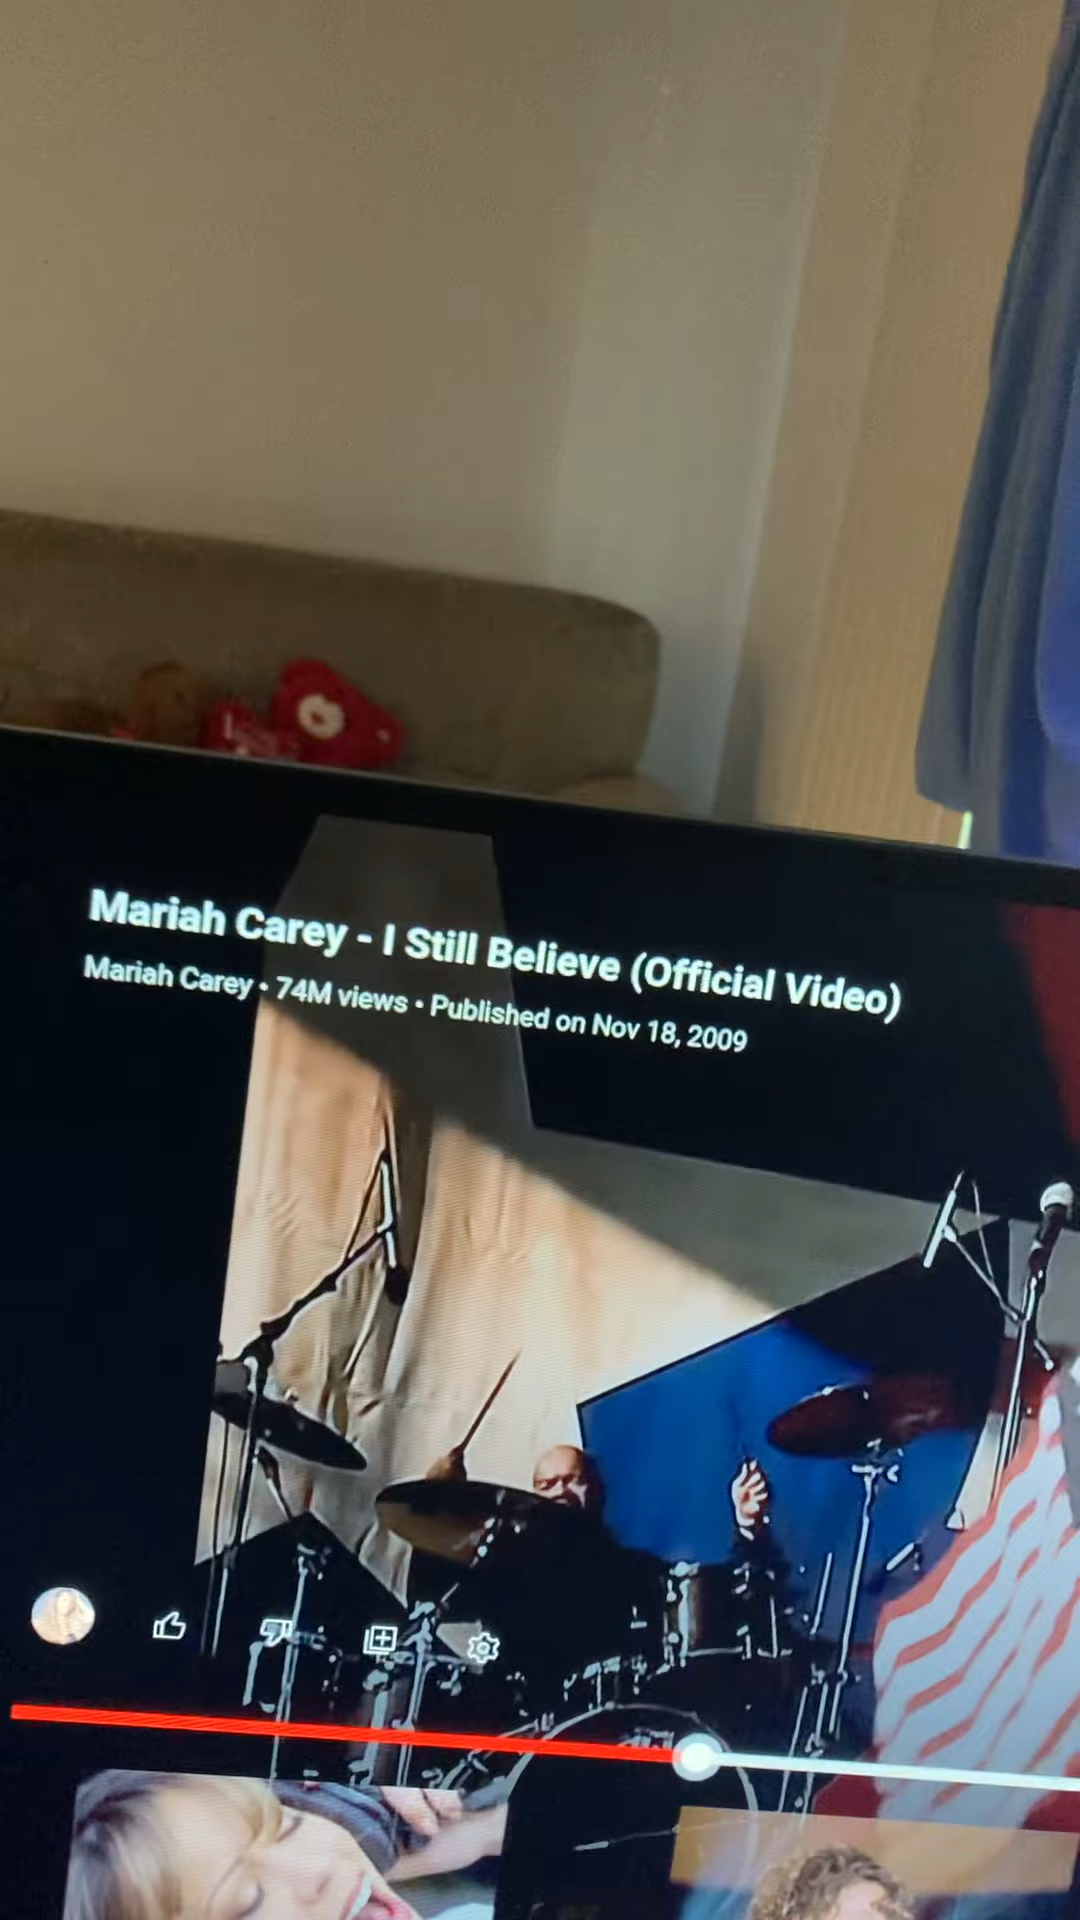 Mariah Carey - I Still Believe (Official Video)
Mariah Carey • 74M views • Published on Nov 18, 2009